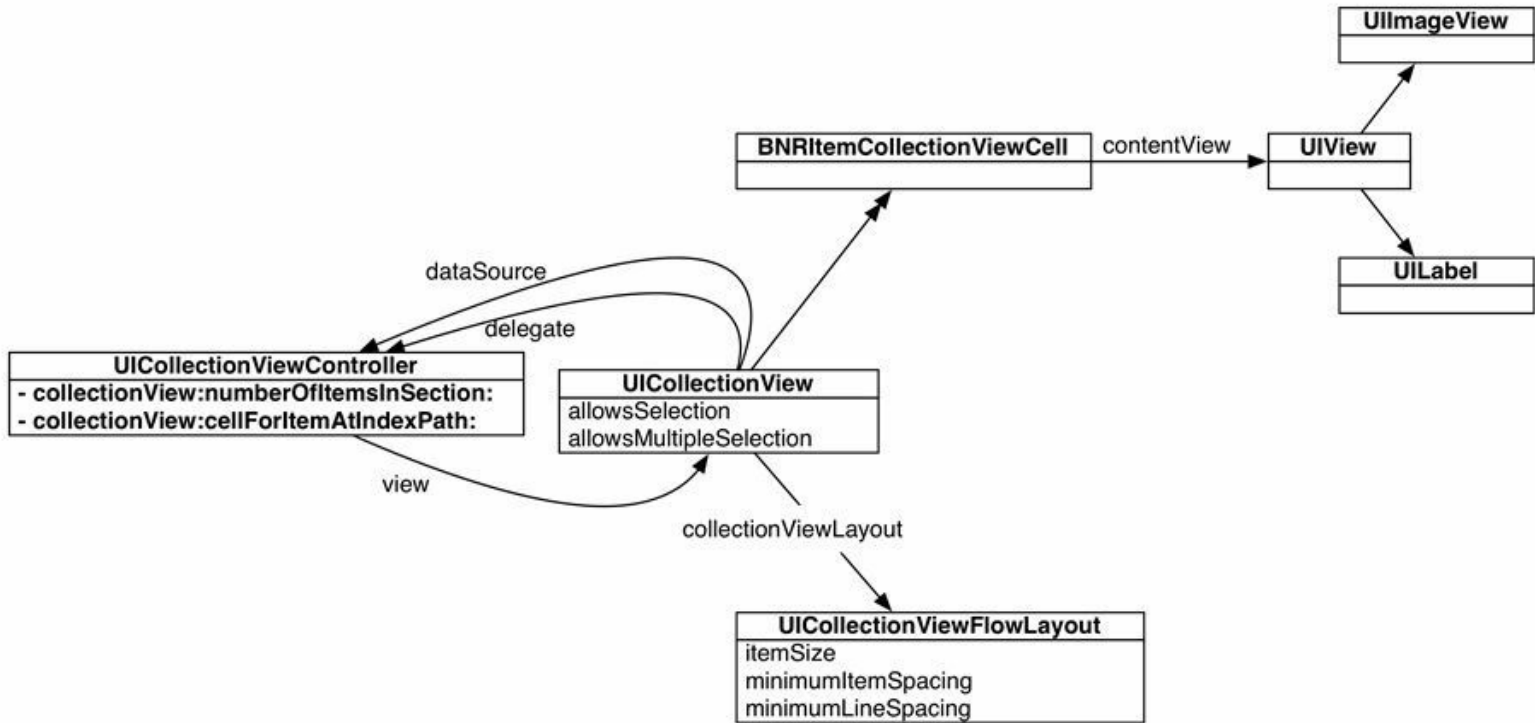 UIImageView
BNRItemCollectionViewCell
contentView
UIView
dataSource
UILabel
delegate
UICollectionViewController
- collectionView:numberOfItemsInSection:
- collectionView:cellForItemAtIndexPath:
UICollectionView
allowsSelection
allowsMultipleSelection
view
collectionViewLayout
UICollectionViewFlowLayout
itemSize
minimumItemSpacing
minimumLineSpacing